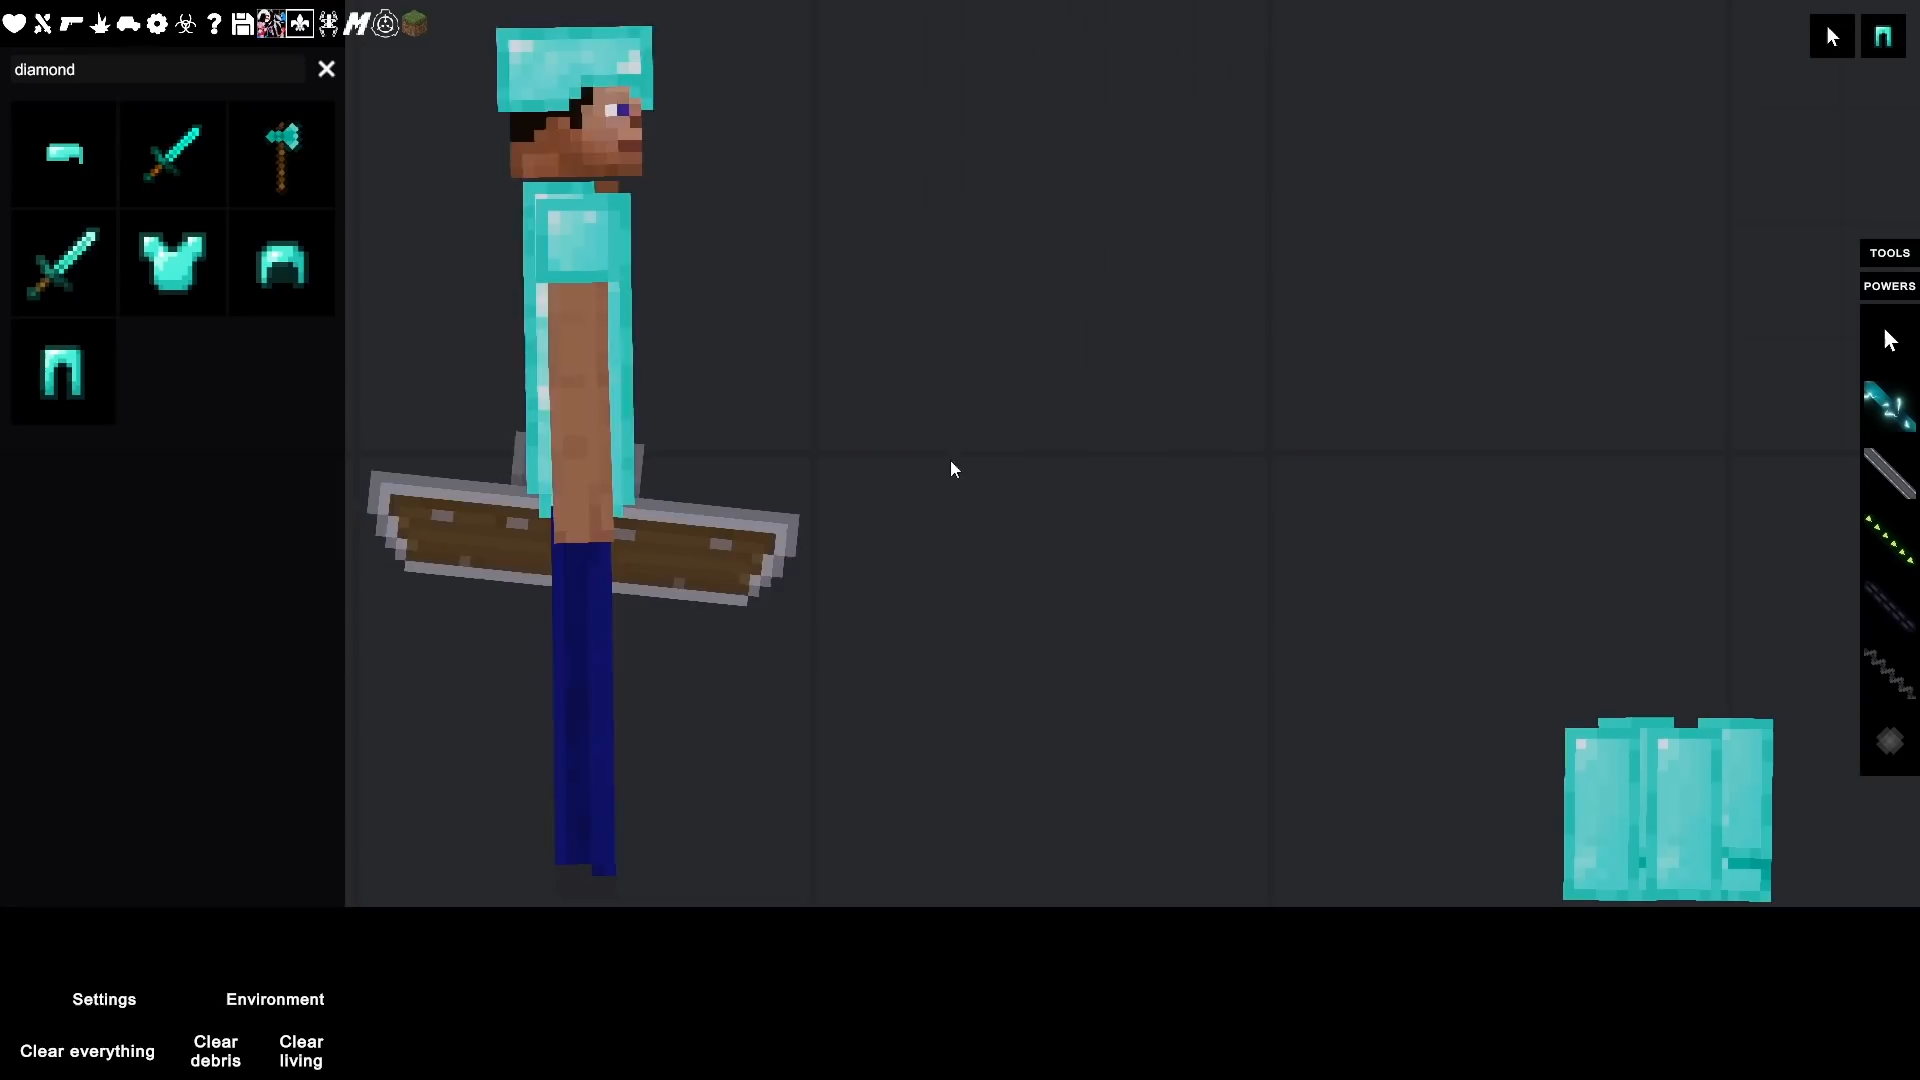 diamond
TOOLS
POWERS
Settings
Environment
Clear everything
Clear
debris
Clear
living